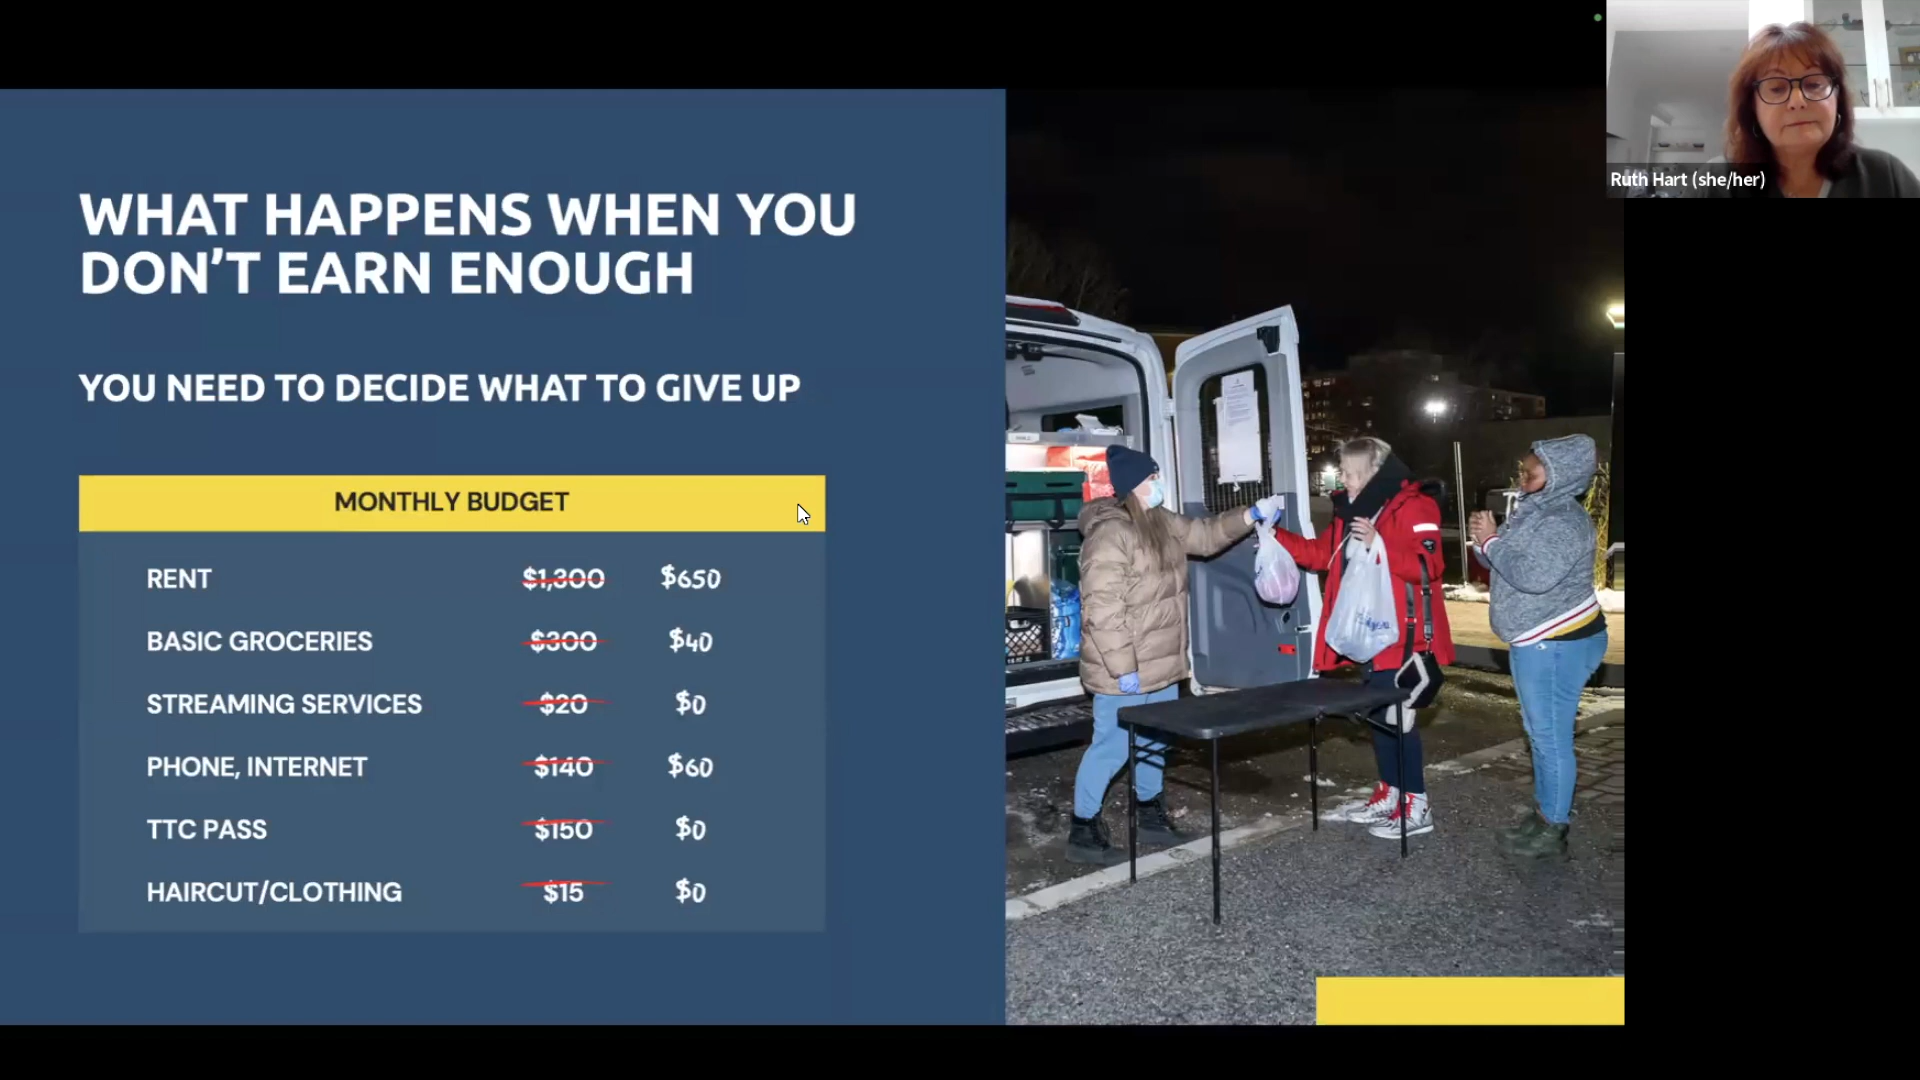 WHAT HAPPENS WHEN YOU
DON'T EARN ENOUGH
YOU NEED TO DECIDE WHAT TO GIVE UP
MONTHLY BUDGET
RENT $1,300 $650
BASIC GROCERIES $300 $40
STREAMING SERVICES $20 $0
PHONE, INTERNET $140 $60
TTC PASS $150 $0
HAIRCUT/CLOTHING $15 $0
Ruth Hart (she/her)